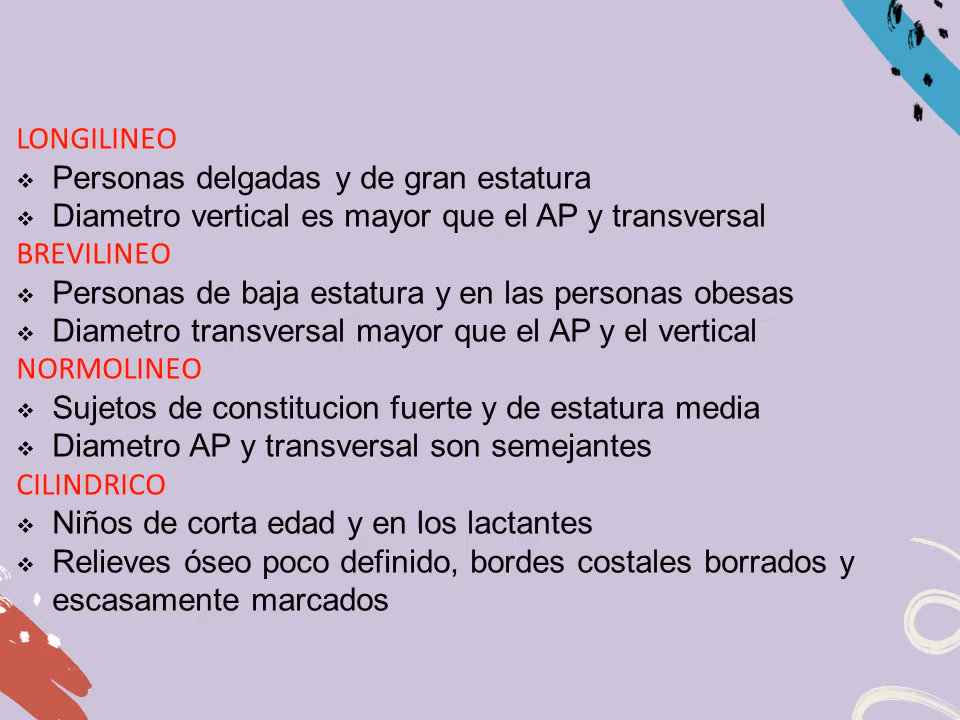 LONGILINEO
❖ Personas delgadas y de gran estatura
❖ Diametro vertical es mayor que el AP y transversal
BREVILINEO
❖ Personas de baja estatura y en las personas obesas
❖ Diametro transversal mayor que el AP y el vertical
NORMOLINEO
❖ Sujetos de constitucion fuerte y de estatura media
❖ Diametro AP y transversal son semejantes
CILINDRICO
❖ Niños de corta edad y en los lactantes
❖ Relieves óseo poco definido, bordes costales borrados y
escasamente marcados